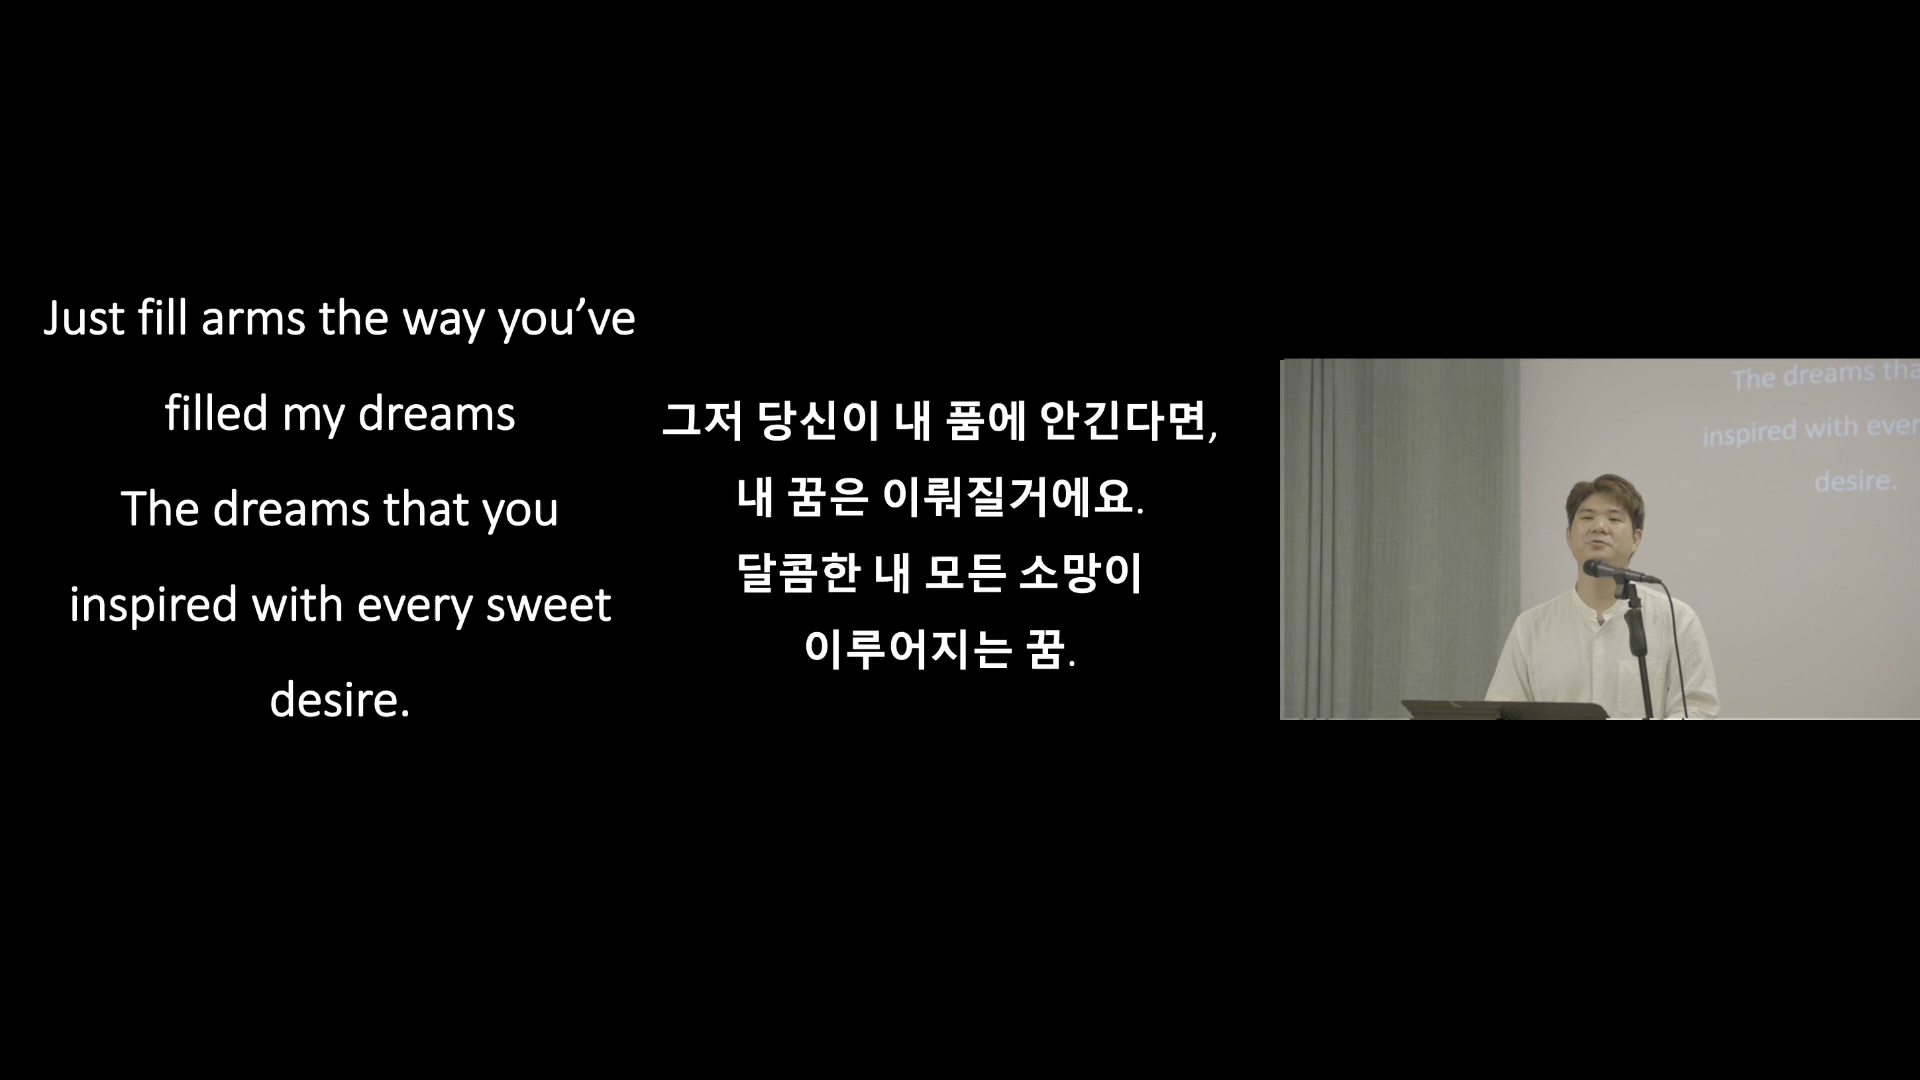 Just fill arms the way you’ve
filled my dreams
The dreams that you
inspired with every sweet
desire.
그저 당신이 내 품에 안긴다면,
내 꿈은 이뤄질거에요.
달콤한 내 모든 소망이
이루어지는 꿈.
The dreams tha
inspired with ever
desire.